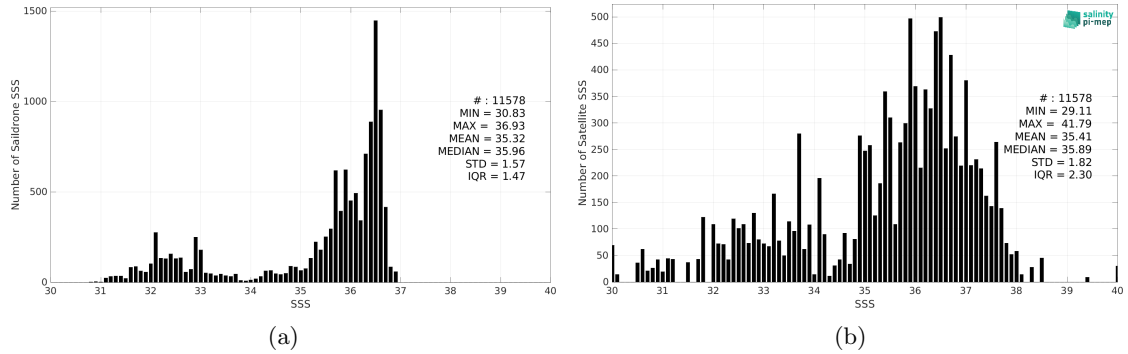 1500
1000
500
0
30 31 32 33 34 35 36 37 38 39 40
SSS
Number of Saildrone SSS
# : 11578
MIN = 30.83
MAX = 36.93
MEAN = 35.32
MEDIAN = 35.96
STD = 1.57
IQR = 1.47
(a)
500
450
400
350
300
250
200
150
100
50
0
30 31 32 33 34 35 36 37 38 39 40
SSS
Number of Satellite SSS
salinity
pi-mep
# : 11578
MIN = 29.11
MAX = 41.79
MEAN = 35.41
MEDIAN = 35.89
STD = 1.82
IQR = 2.30
(b)